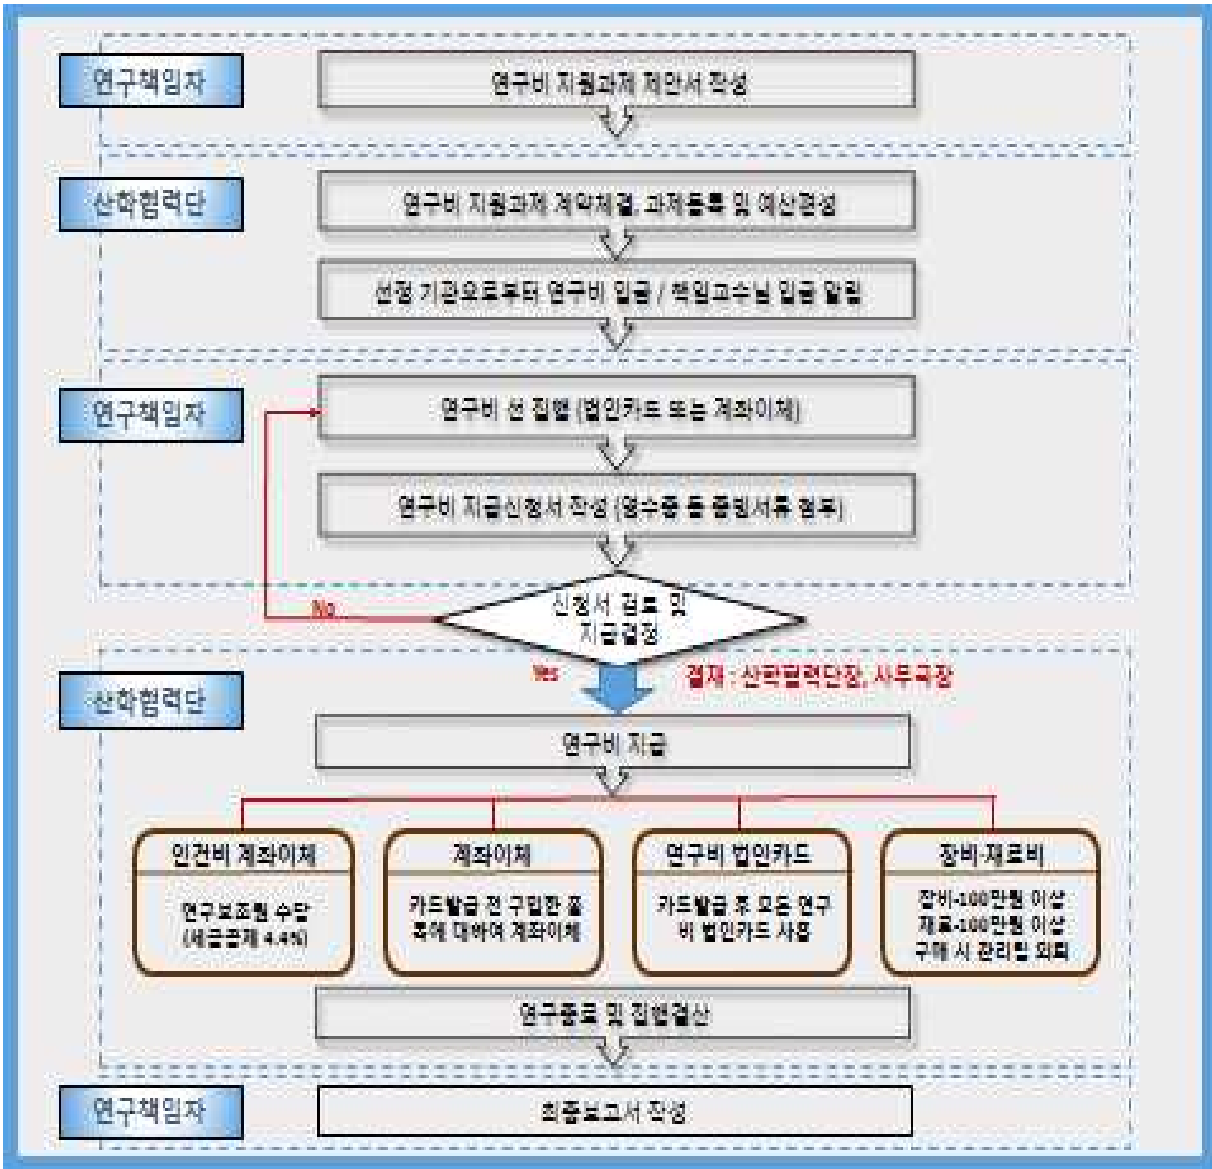 연구책임자
연구비 지원과제 제안서 작성
산학협력단
연구비 지원과제 계약체결, 과제등록 및 예산편성
선정 기관으로부터 연구비 입금 / 책임교수님 입금 알림
연구책임자
연구비 선 집행 (법인카드 또는 계좌이체)
연구비 지급신청서 작성 (영수증 등 증빙서류 첨부)
신청서 검토 및
지급결정
No
Yes
결재 : 산학협력단장, 사무국장
산학협력단
연구비 지급
인건비 계좌이체
연구보조원 수당
(세금공제 4.4%)
계좌이체
카드발급 전 구입한 품
목에 대하여 계좌이체
연구비 법인카드
카드발급 후 모든 연구
비 법인카드 사용
장비·재료비
장비-100만원 이상
재료-100만원 이상
구매 시 관리팀 의뢰
연구종료 및 집행결산
연구책임자
최종보고서 작성